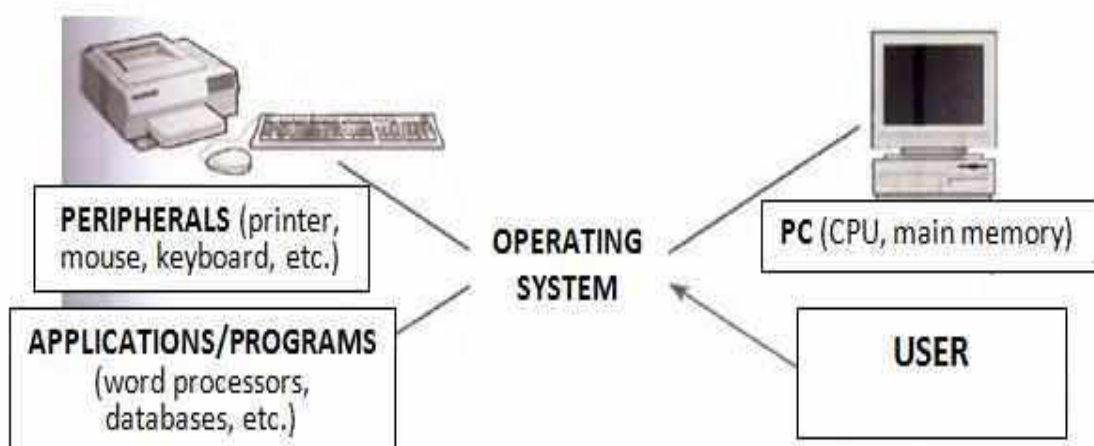 PERIPHERALS (printer,
mouse, keyboard, etc.)
APPLICATIONS/PROGRAMS
(word processors,
databases, etc.)
OPERATING
SYSTEM
PC (CPU, main memory)
USER